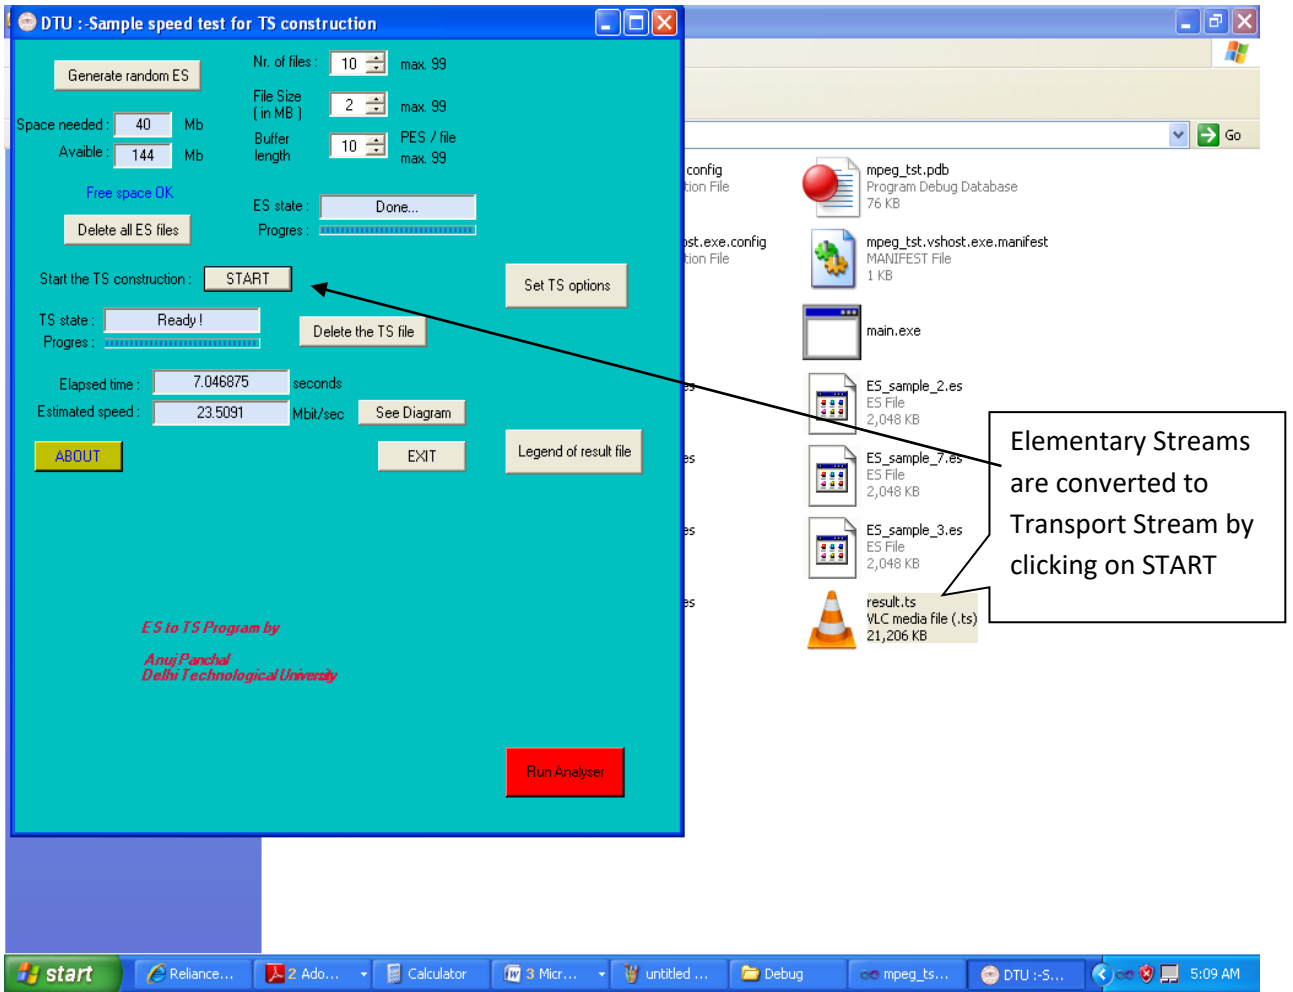 DTU :-Sample speed test for TS construction
Generate random ES
Nr. of files : 10 max. 99
File Size
( in MB ) 2 max. 99
Space needed : 40 Mb
Buffer
length 10 PES / file
max. 99
Avaible : 144 Mb
Free space OK
ES state : Done...
Delete all ES files
Progres :
Start the TS construction : START
Set TS options
TS state : Ready !
Delete the TS file
Progres :
Elapsed time : 7.046875 seconds
Estimated speed : 23.5091 Mbit/sec See Diagram
ABOUT
EXIT
Legend of result file
ES to TS Program by
Anuj Panchal
Delhi Technological University
Run Analyser
Go
config
tion File
mpeg_tst.pdb
Program Debug Database
76 KB
ost.exe.config
tion File
mpeg_tst.vshost.exe.manifest
MANIFEST File
1 KB
main.exe
es
ES_sample_2.es
ES File
2,048 KB
es
ES_sample_7.es
ES File
2,048 KB
es
ES_sample_3.es
ES File
2,048 KB
es
result.ts
VLC media file (.ts)
21,206 KB
Elementary Streams
are converted to
Transport Stream by
clicking on START
start
Reliance...
2 Ado...
Calculator
3 Micr...
untitled ...
Debug
mpeg_ts...
DTU :-S...
5:09 AM